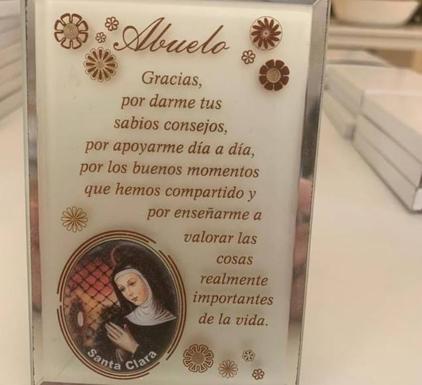 Abuelo
Gracias,
por darme tus
sabios consejos,
por apoyarme día a día,
por los buenos momentos
que hemos compartido y
por enseñarme a
valorar las
cosas
realmente
importantes
de la vida.
Santa Clara